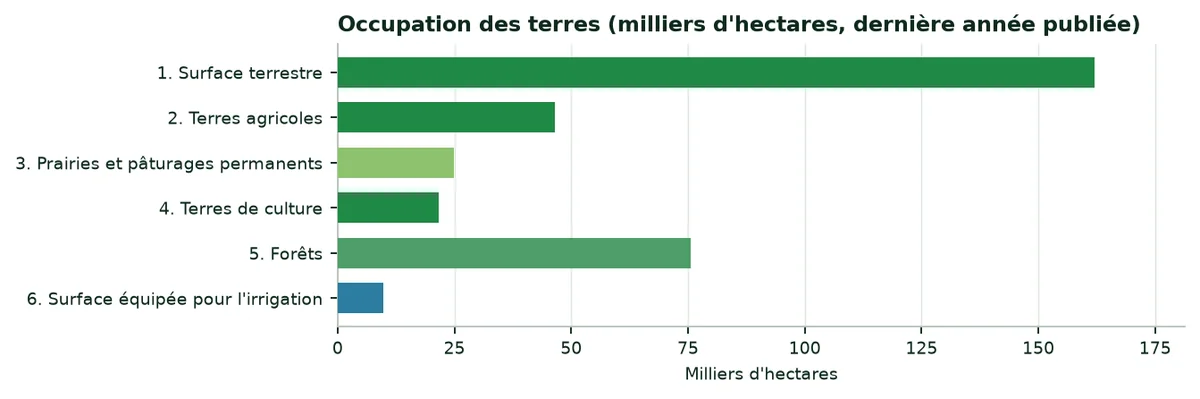 Occupation des terres (milliers d'hectares, dernière année publiée)
1. Surface terrestre
2. Terres agricoles
3. Prairies et pâturages permanents
4. Terres de culture
5. Forêts
6. Surface équipée pour l'irrigation
0 25 50 75 100 125 150 175
Milliers d'hectares